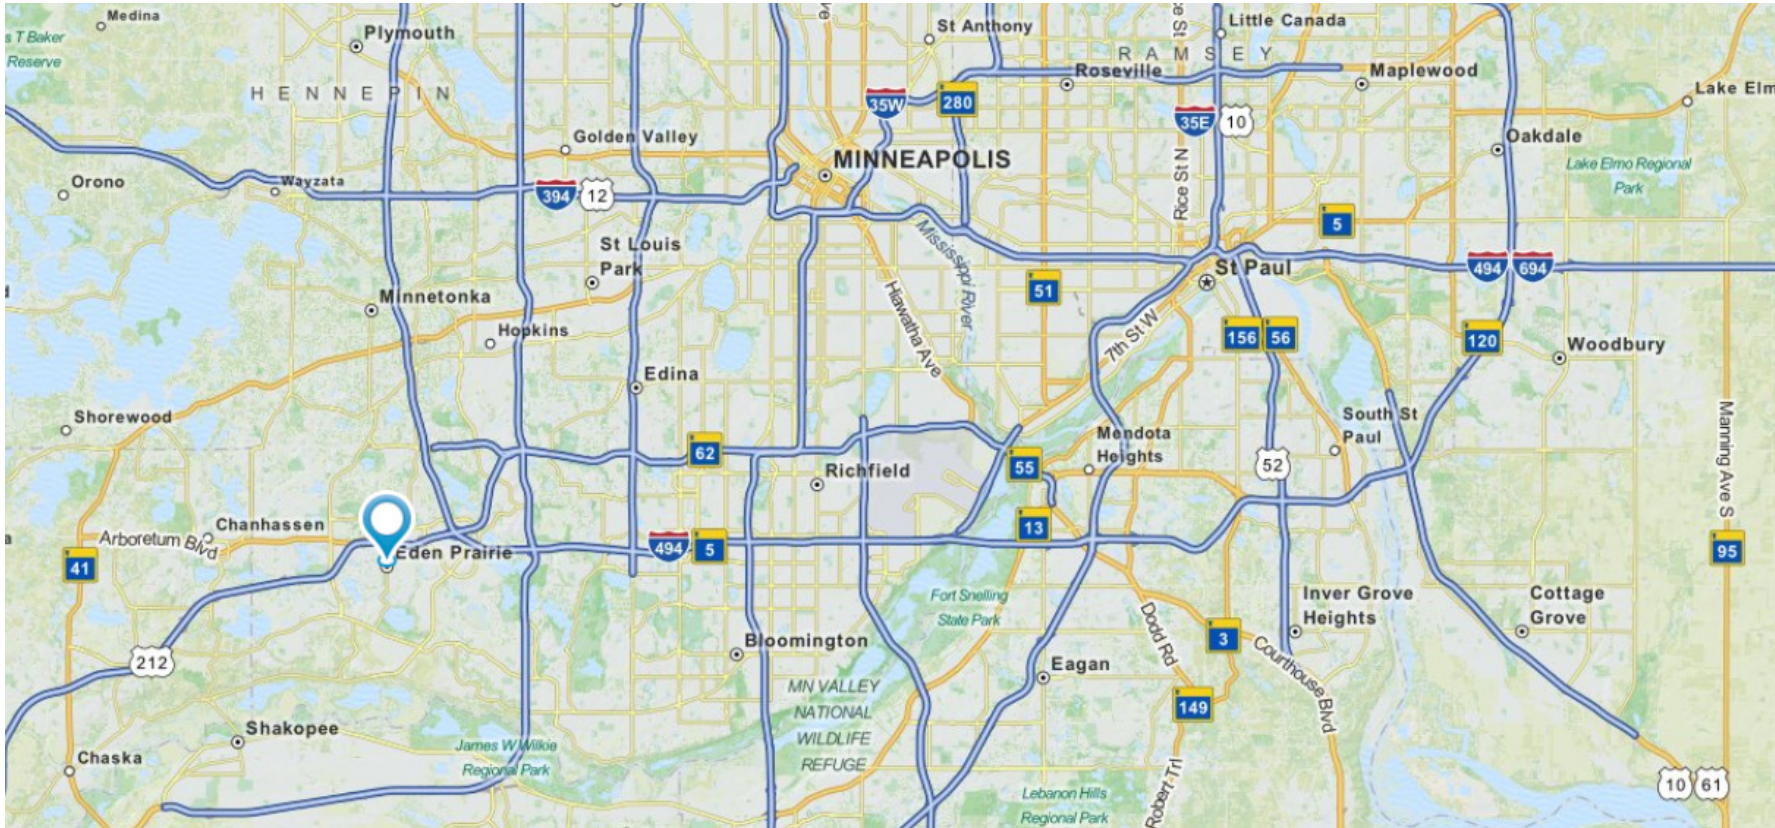 Medina
s T Baker
Reserve
Plymouth
HENNEPIN
Orono
Wayzata
Golden Valley
394
12
St Louis
Park
Minnetonka
Hopkins
Edina
Shorewood
Chanhassen
Arboretum Blvd
41
Eden Prairie
212
Chaska
Shakopee
James W Wilkie
Regional Park
MINNEAPOLIS
35W
280
St Anthony
RAMSEY
Roseville
Little Canada
35E
10
Maplewood
Lake Elm
Oakdale
Lake Elmo Regional
Park
Rice St N
Mississippi River
Hiawatha Ave
51
5
St Paul
494
694
7th St W
156
56
120
Woodbury
62
Richfield
55
Mendota
Heights
South St
Paul
52
Manning Ave S
494
5
13
95
Bloomington
Fort Snelling
State Park
MN VALLEY
NATIONAL
WILDLIFE
REFUGE
Eagan
Dodd Rd
3
149
Inver Grove
Heights
Courthouse Blvd
Cottage
Grove
Lebanon Hills
Regional Park
Robert Trl
10
61